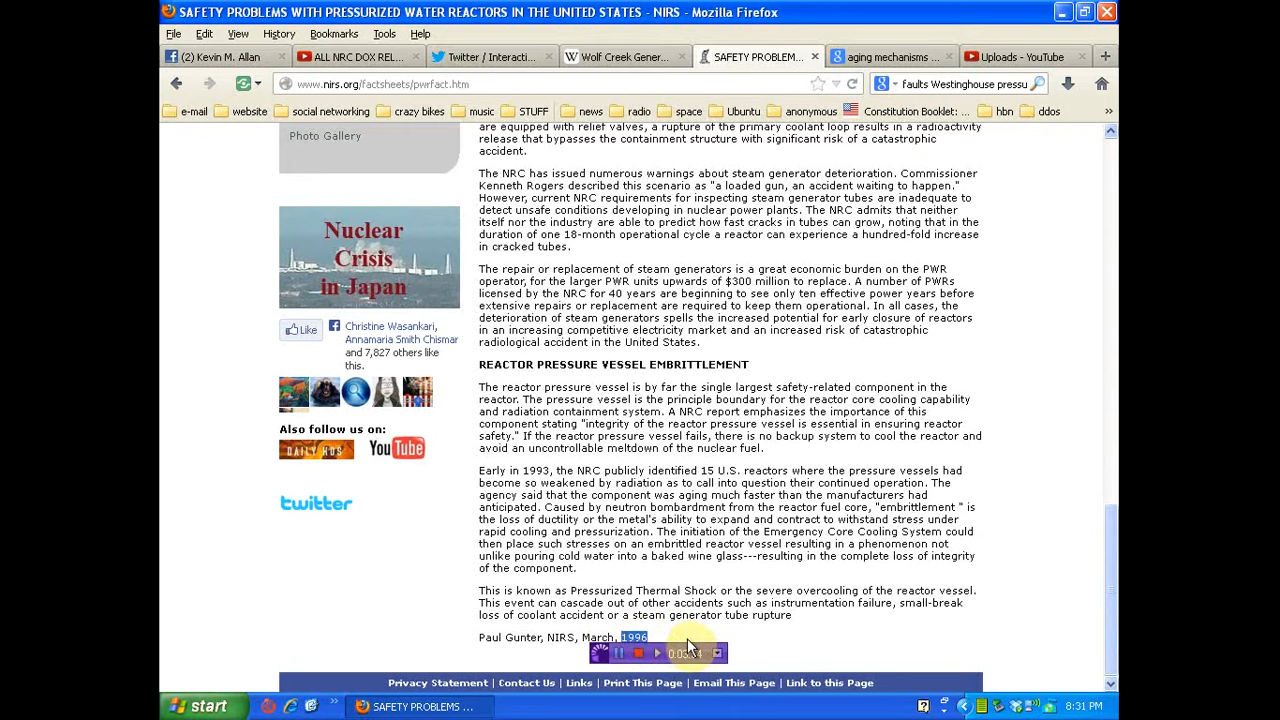 SAFETY PROBLEMS WITH PRESSURIZED WATER REACTORS IN THE UNITED STATES - NIRS - Mozilla Firefox
File Edit View History Bookmarks Tools Help
(2) Kevin M. Allan
ALL NRC DOX REL...
Twitter / Interacti...
Wolf Creek Gener...
SAFETY PROBLEM...
aging mechanisms ...
Uploads - YouTube
www.nirs.org/factsheets/pwrfact.htm
faults Westinghouse pressu
e-mail website social networking crazy bikes music STUFF news radio space Ubuntu anonymous Constitution Booklet: ... hbn ddos
Photo Gallery
Nuclear
Crisis
in Japan
Like
Christine Wasankari,
Annamaria Smith Chismar
and 7,827 others like
this.
Also follow us on:
DAILY KOS
YouTube
twitter
are equipped with relief valves, a rupture of the primary coolant loop results in a radioactivity
release that bypasses the containment structure with significant risk of a catastrophic
accident.
The NRC has issued numerous warnings about steam generator deterioration. Commissioner
Kenneth Rogers described this scenario as "a loaded gun, an accident waiting to happen."
However, current NRC requirements for inspecting steam generator tubes are inadequate to
detect unsafe conditions developing in nuclear power plants. The NRC admits that neither
itself nor the industry are able to predict how fast cracks in tubes can grow, noting that in the
duration of one 18-month operational cycle a reactor can experience a hundred-fold increase
in cracked tubes.
The repair or replacement of steam generators is a great economic burden on the PWR
operator, for the larger PWR units upwards of $300 million to replace. A number of PWRs
licensed by the NRC for 40 years are beginning to see only ten effective power years before
extensive repairs or replacement are required to keep them operational. In all cases, the
deterioration of steam generators spells the increased potential for early closure of reactors
in an increasing competitive electricity market and an increased risk of catastrophic
radiological accident in the United States.
REACTOR PRESSURE VESSEL EMBRITTLEMENT
The reactor pressure vessel is by far the single largest safety-related component in the
reactor. The pressure vessel is the principle boundary for the reactor core cooling capability
and radiation containment system. A NRC report emphasizes the importance of this
component stating "integrity of the reactor pressure vessel is essential in ensuring reactor
safety." If the reactor pressure vessel fails, there is no backup system to cool the reactor and
avoid an uncontrollable meltdown of the nuclear fuel.
Early in 1993, the NRC publicly identified 15 U.S. reactors where the pressure vessels had
become so weakened by radiation as to call into question their continued operation. The
agency said that the component was aging much faster than the manufacturers had
anticipated. Caused by neutron bombardment from the reactor fuel core, "embrittlement " is
the loss of ductility or the metal's ability to expand and contract to withstand stress under
rapid cooling and pressurization. The initiation of the Emergency Core Cooling System could
then place such stresses on an embrittled reactor vessel resulting in a phenomenon not
unlike pouring cold water into a baked wine glass---resulting in the complete loss of integrity
of the component.
This is known as Pressurized Thermal Shock or the severe overcooling of the reactor vessel.
This event can cascade out of other accidents such as instrumentation failure, small-break
loss of coolant accident or a steam generator tube rupture
Paul Gunter, NIRS, March, 1996
Privacy Statement | Contact Us | Links | Print This Page | Email This Page | Link to this Page
start
SAFETY PROBLEMS ...
8:31 PM